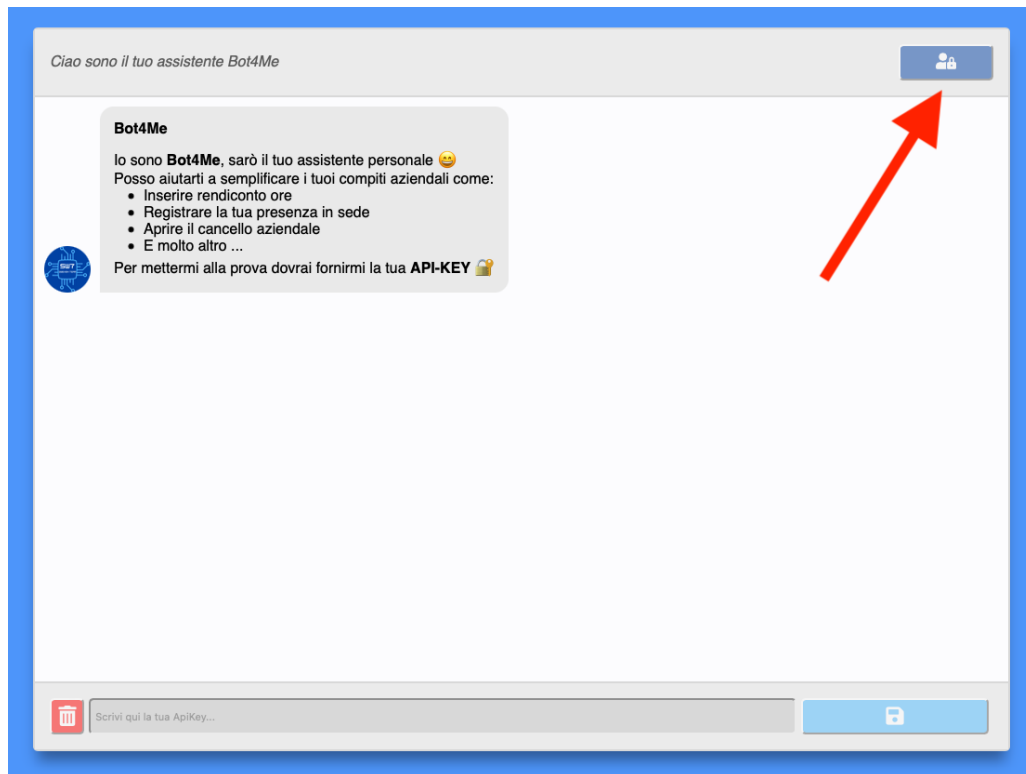 Ciao sono il tuo assistente Bot4Me
Bot4Me
Io sono Bot4Me, sarò il tuo assistente personale 😀
Posso aiutarti a semplificare i tuoi compiti aziendali come:
• Inserire rendiconto ore
• Registrare la tua presenza in sede
• Aprire il cancello aziendale
• E molto altro ...
Per mettermi alla prova dovrai fornirmi la tua API-KEY 🔐
Scrivi qui la tua ApiKey...